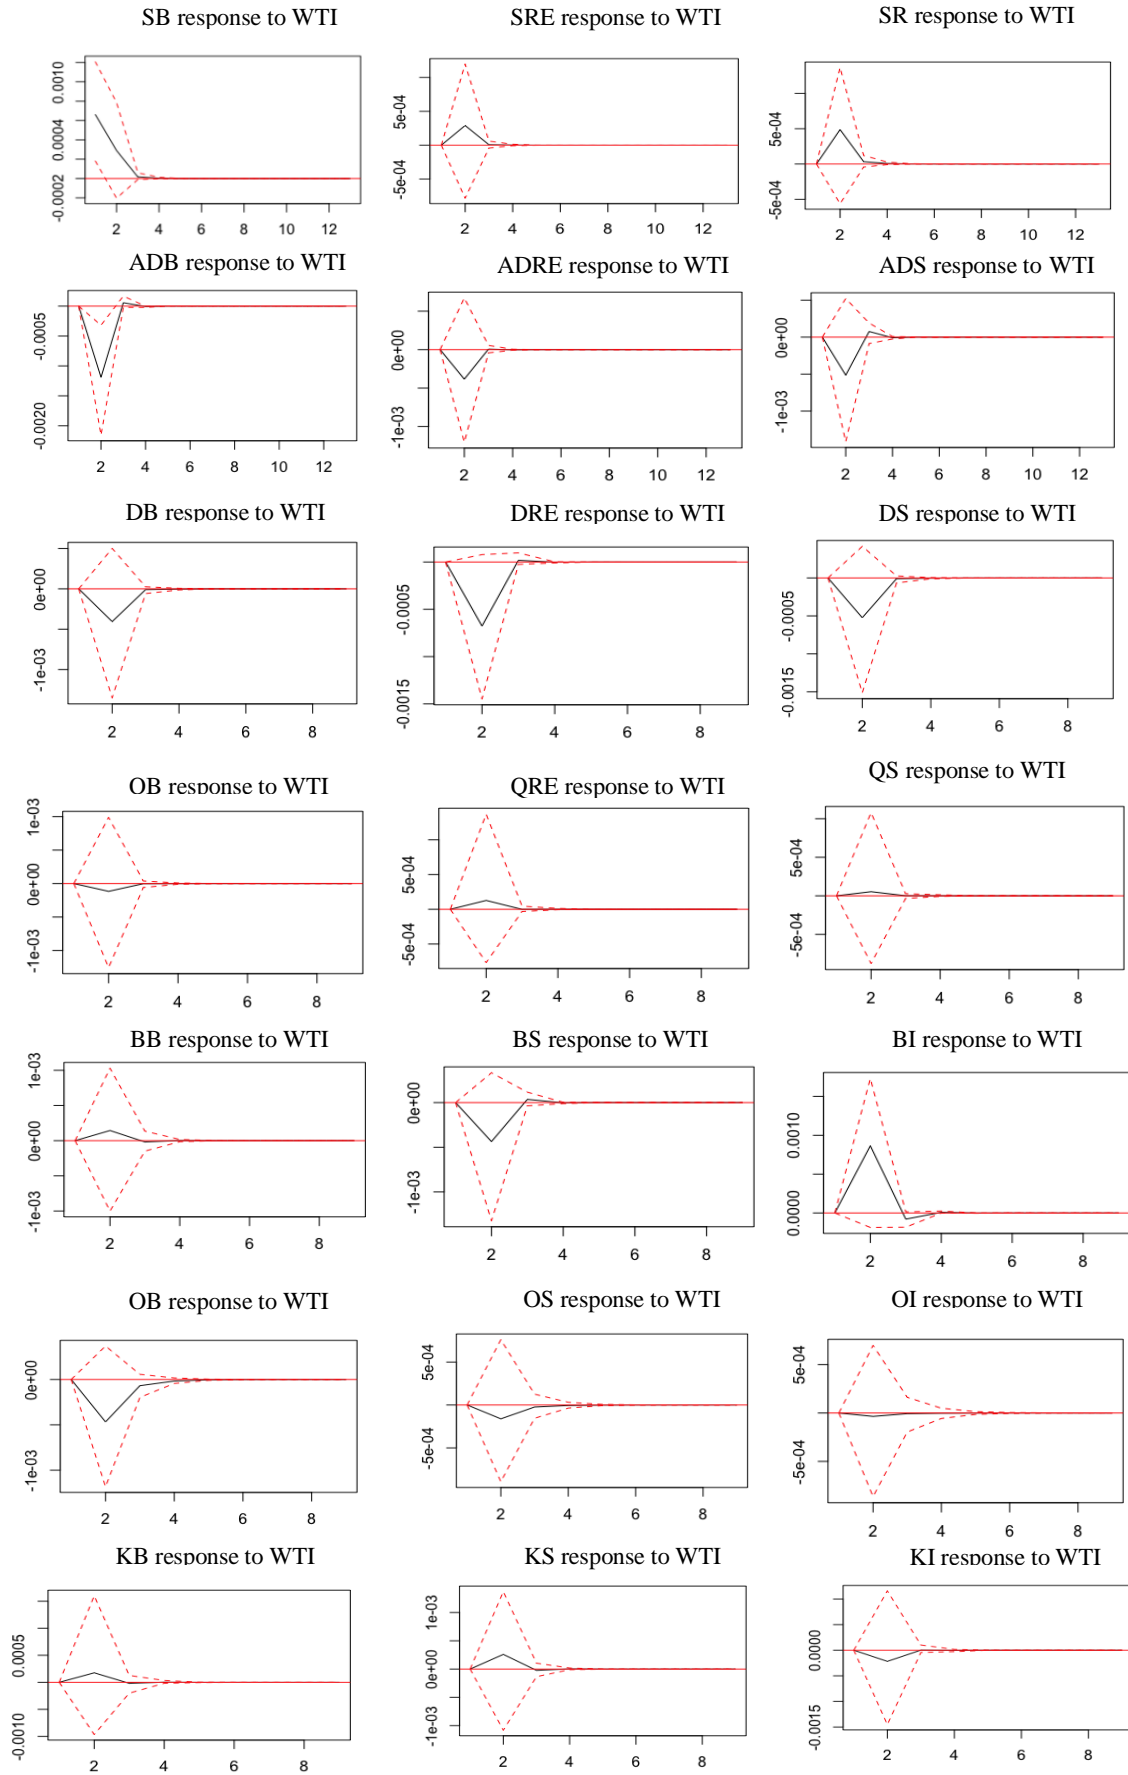 SB response to WTI
SRE response to WTI
SR response to WTI
0.0010
0.0004
-0.0002
2 4 6 8 10 12
5e-04
-5e-04
2 4 6 8 10 12
5e-04
-5e-04
2 4 6 8 10 12
ADB response to WTI
ADRE response to WTI
ADS response to WTI
-0.0005
-0.0020
2 4 6 8 10 12
0e+00
-1e-03
2 4 6 8 10 12
0e+00
-1e-03
2 4 6 8 10 12
DB response to WTI
DRE response to WTI
DS response to WTI
0e+00
-1e-03
2 4 6 8
-0.0005
-0.0015
2 4 6 8
-0.0005
-0.0015
2 4 6 8
OB response to WTI
QRE response to WTI
QS response to WTI
1e-03
0e+00
-1e-03
2 4 6 8
5e-04
-5e-04
2 4 6 8
5e-04
-5e-04
2 4 6 8
BB response to WTI
BS response to WTI
BI response to WTI
1e-03
0e+00
-1e-03
2 4 6 8
0e+00
-1e-03
2 4 6 8
0.0010
0.0000
2 4 6 8
OB response to WTI
OS response to WTI
OI response to WTI
0e+00
-1e-03
2 4 6 8
5e-04
-5e-04
2 4 6 8
5e-04
-5e-04
2 4 6 8
KB response to WTI
KS response to WTI
KI response to WTI
0.0005
-0.0010
2 4 6 8
1e-03
0e+00
-1e-03
2 4 6 8
0.0000
-0.0015
2 4 6 8